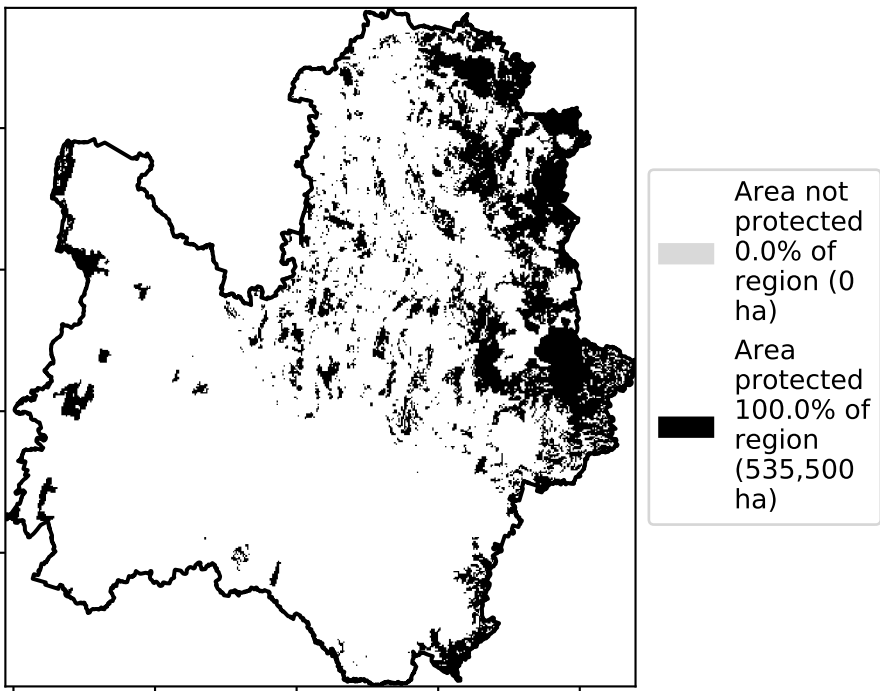 Area not
protected
0.0% of
region (0
ha)
Area
protected
100.0% of
region
(535,500
ha)